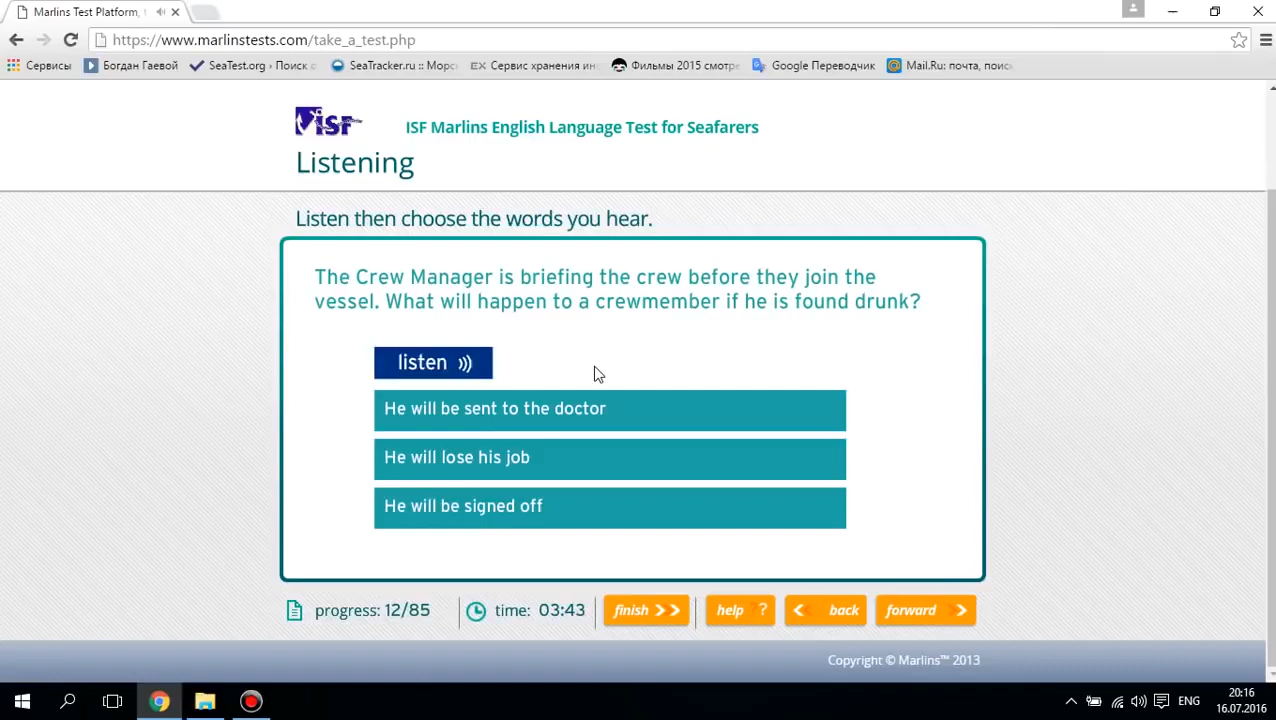 Marlins Test Platform, t
https://www.marlinstests.com/take_a_test.php
Сервисы
Богдан Гаевой
SeaTest.org › Поиск с
SeaTracker.ru :: Морс
EX Сервис хранения ин
Фильмы 2015 смотре
Google Переводчик
Mail.Ru: почта, поиск
ISF
ISF Marlins English Language Test for Seafarers
Listening
Listen then choose the words you hear.
The Crew Manager is briefing the crew before they join the
vessel. What will happen to a crewmember if he is found drunk?
listen
He will be sent to the doctor
He will lose his job
He will be signed off
progress: 12/85
time: 03:43
finish >>
help ?
< back
forward >
Copyright © Marlins™ 2013
ENG
20:16
16.07.2016